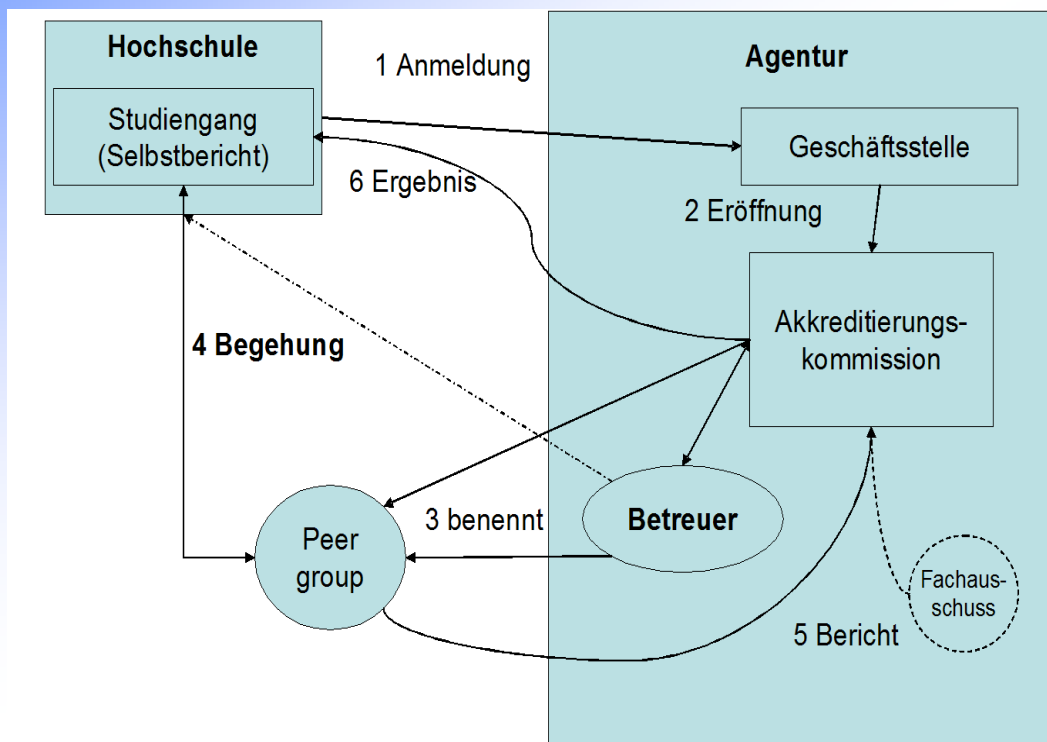 Hochschule
Studiengang
(Selbstbericht)
1 Anmeldung
Agentur
Geschäftsstelle
2 Eröffnung
6 Ergebnis
Akkreditierungs-
kommission
4 Begehung
3 benennt
Betreuer
Peer
group
Fachaus-
schuss
5 Bericht